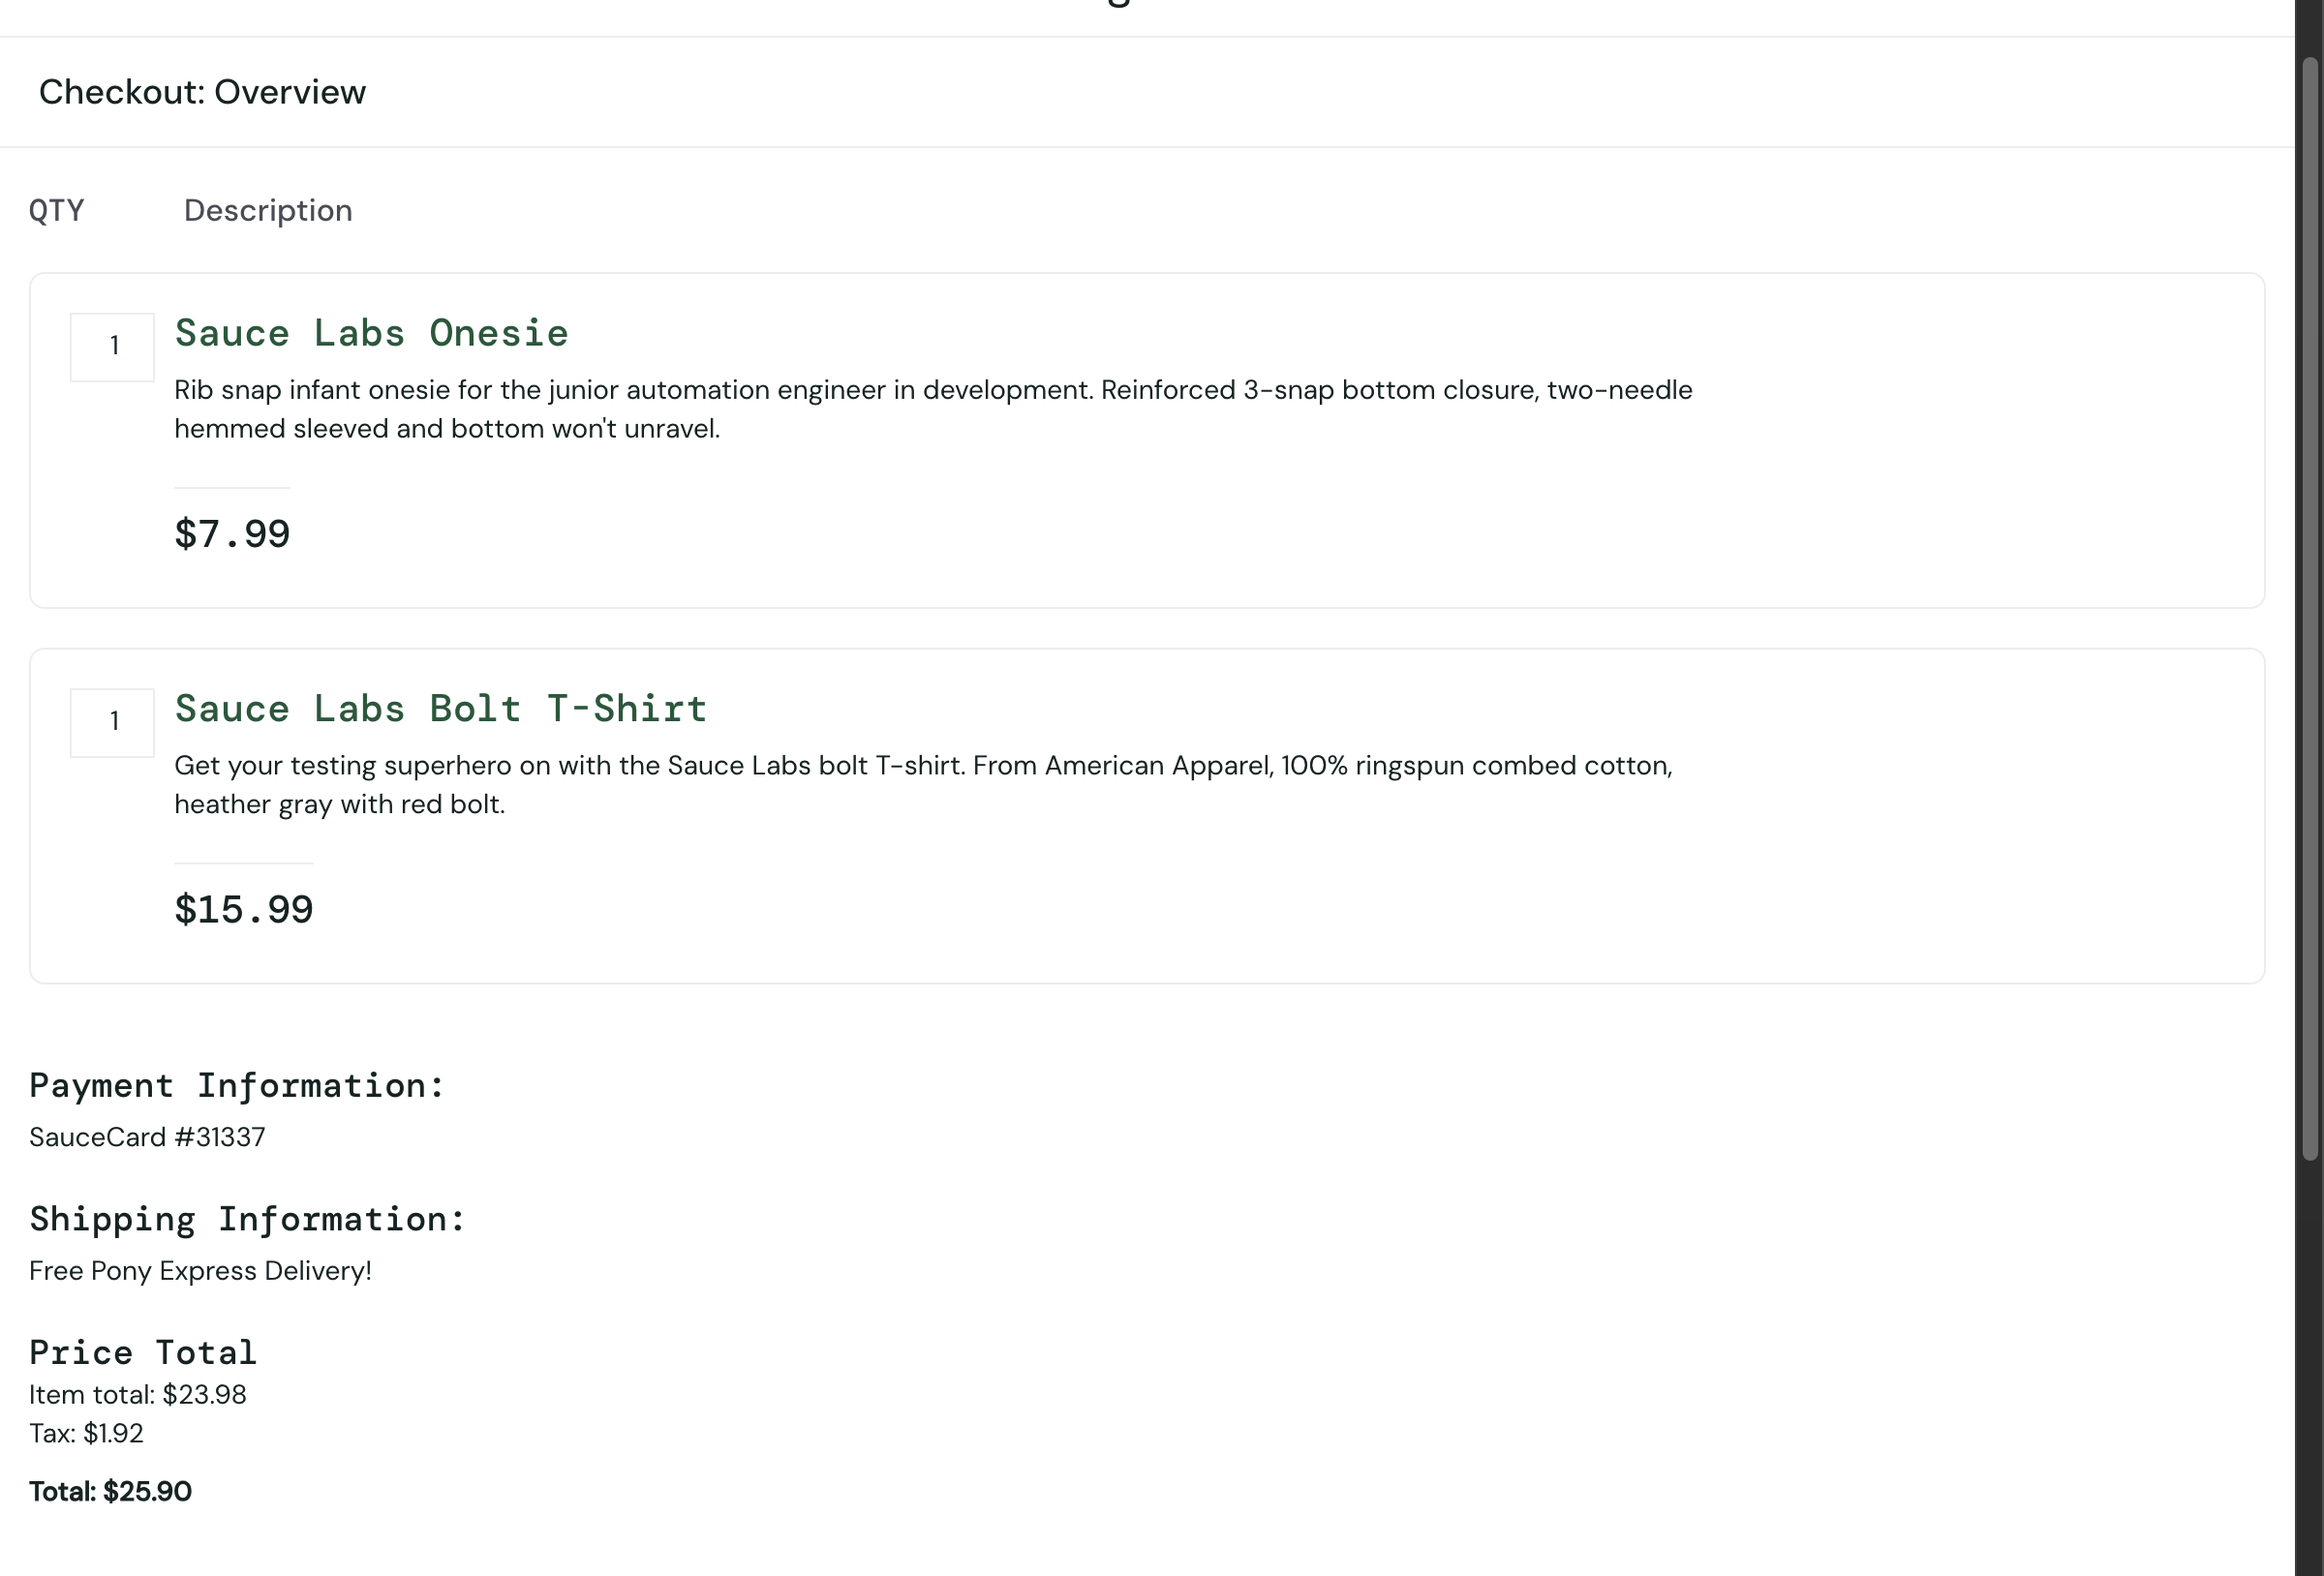 Checkout: Overview
QTY Description
1 Sauce Labs Onesie
Rib snap infant onesie for the junior automation engineer in development. Reinforced 3-snap bottom closure, two-needle
hemmed sleeved and bottom won't unravel.
$7.99
1 Sauce Labs Bolt T-Shirt
Get your testing superhero on with the Sauce Labs bolt T-shirt. From American Apparel, 100% ringspun combed cotton,
heather gray with red bolt.
$15.99
Payment Information:
SauceCard #31337
Shipping Information:
Free Pony Express Delivery!
Price Total
Item total: $23.98
Tax: $1.92
Total: $25.90